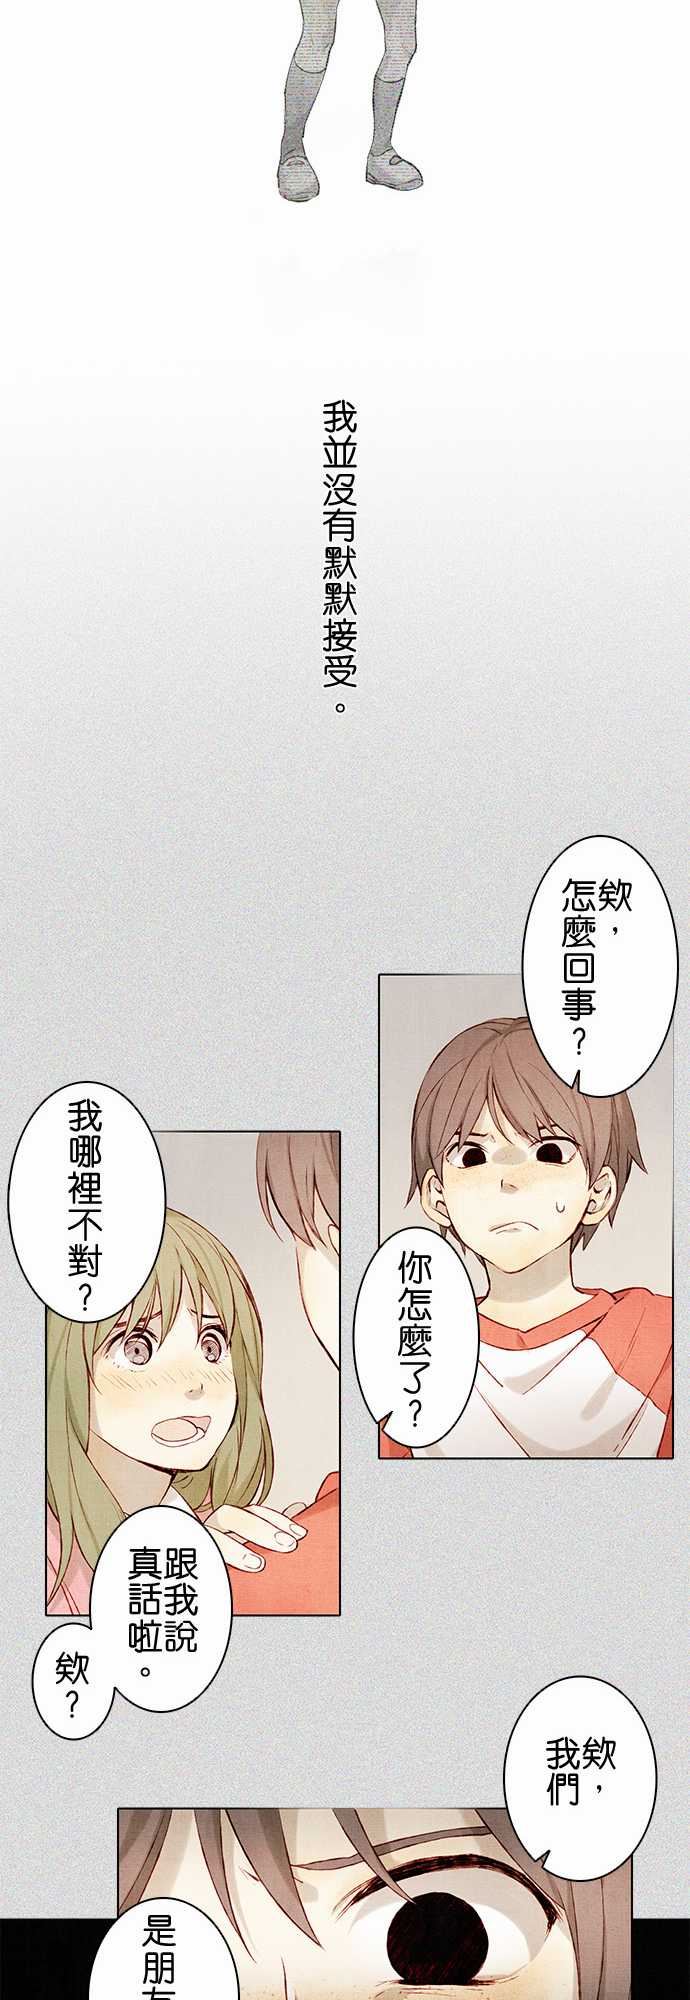 我並沒有默默接受。
欸，
怎麼回事？
你怎麼了？
我哪裡不對？
跟我說
真話啦。
欸？
欸，
我們，
是朋友